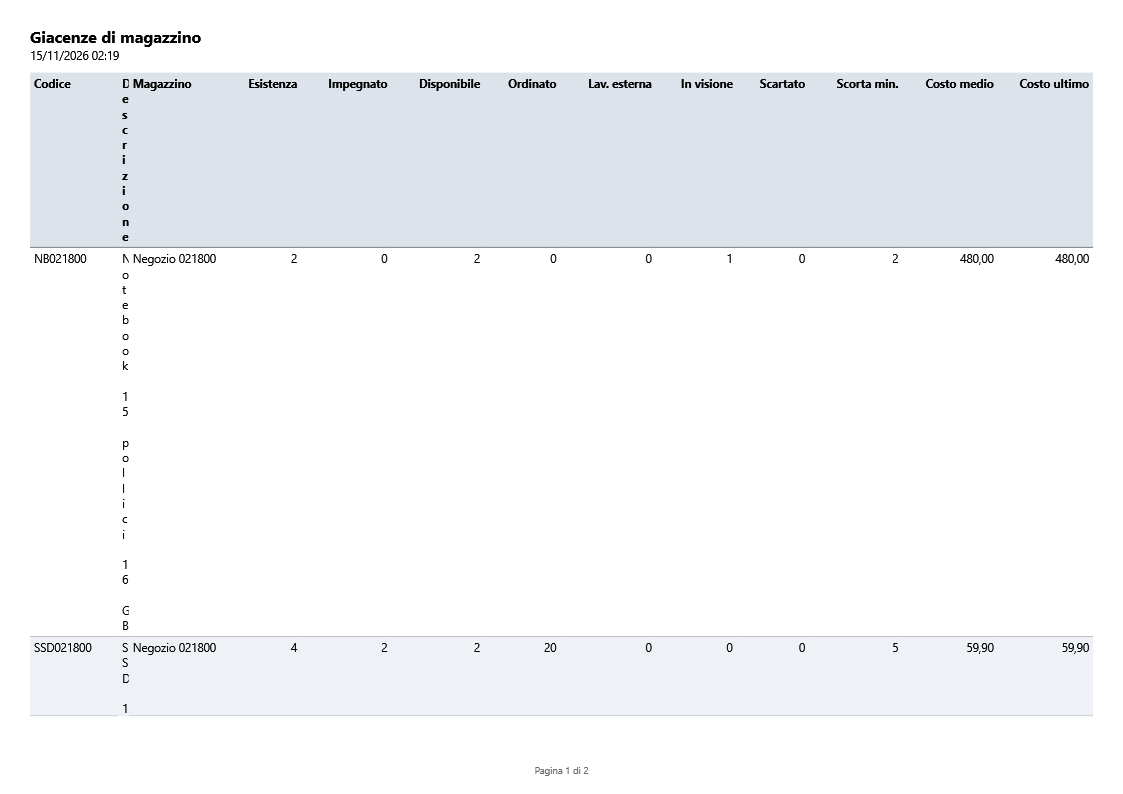 Giacenze di magazzino
15/11/2026 02:19
Codice Descrizione Magazzino Esistenza Impegnato Disponibile Ordinato Lav. esterna In visione Scartato Scorta min. Costo medio Costo ultimo
NB021800 Notebook 15 pollici 16 GB Negozio 021800 2 0 2 0 0 1 0 2 480,00 480,00
SSD021800 SSD 1 Negozio 021800 4 2 2 20 0 0 0 5 59,90 59,90
Pagina 1 di 2